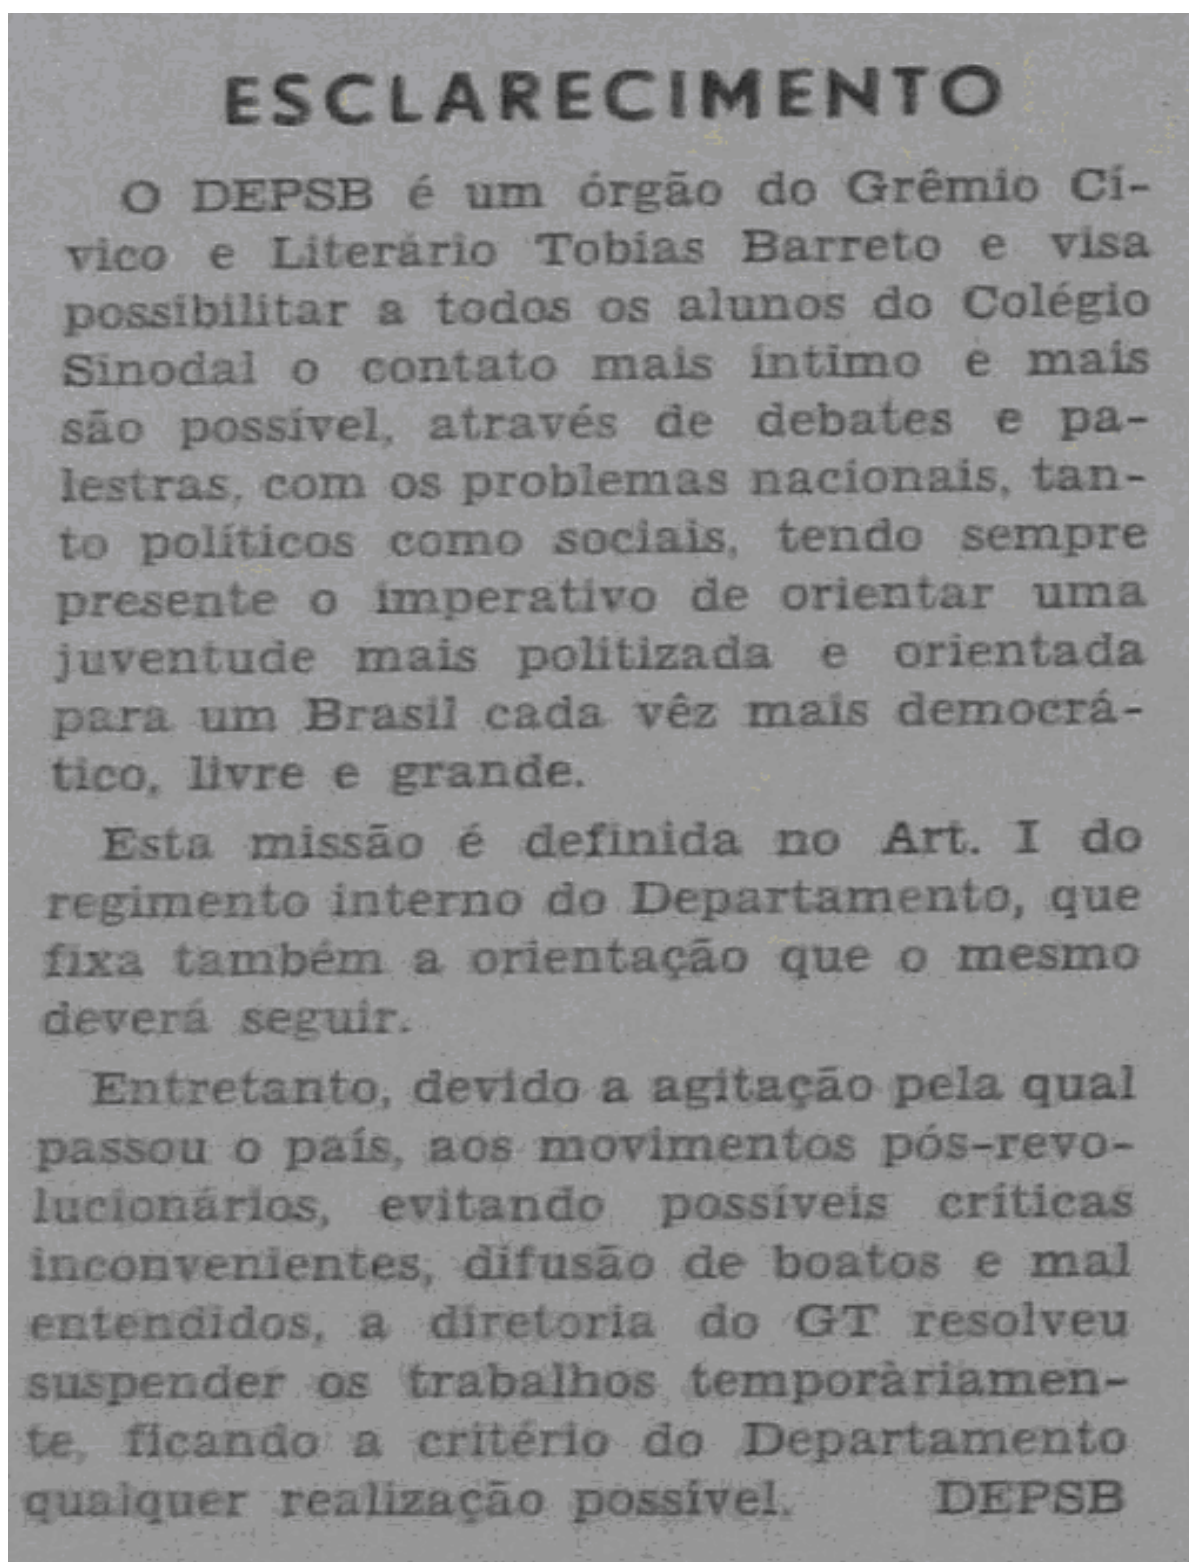 ESCLARECIMENTO
O DEPSB é um órgão do Grêmio Cí-
vico e Literário Tobias Barreto e visa
possibilitar a todos os alunos do Colégio
Sinodal o contato mais íntimo e mais
são possível, através de debates e pa-
lestras, com os problemas nacionais, tan-
to políticos como sociais, tendo sempre
presente o imperativo de orientar uma
juventude mais politizada e orientada
para um Brasil cada vêz mais democrá-
tico, livre e grande.
Esta missão é definida no Art. I do
regimento interno do Departamento, que
fixa também a orientação que o mesmo
deverá seguir.
Entretanto, devido a agitação pela qual
passou o país, aos movimentos pós-revo-
lucionários, evitando possíveis críticas
inconvenientes, difusão de boatos e mal
entendidos, a diretoria do GT resolveu
suspender os trabalhos temporàriamen-
te, ficando a critério do Departamento
qualquer realização possível. DEPSB